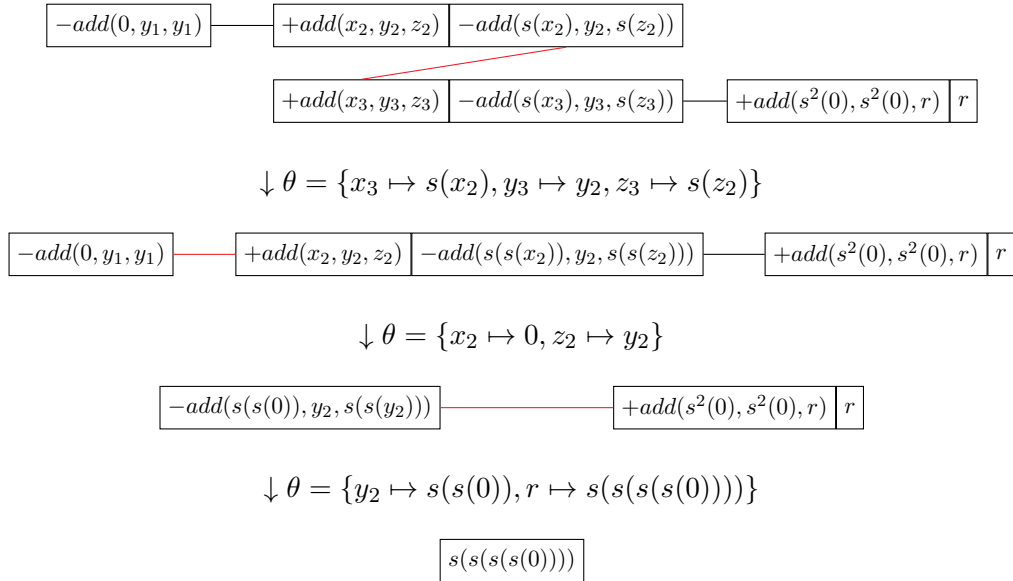 −add(0, y₁, y₁) +add(x₂, y₂, z₂) −add(s(x₂), y₂, s(z₂))
+add(x₃, y₃, z₃) −add(s(x₃), y₃, s(z₃)) +add(s²(0), s²(0), r) r
↓ θ = {x₃ ↦ s(x₂), y₃ ↦ y₂, z₃ ↦ s(z₂)}
−add(0, y₁, y₁) +add(x₂, y₂, z₂) −add(s(s(x₂)), y₂, s(s(z₂))) +add(s²(0), s²(0), r) r
↓ θ = {x₂ ↦ 0, z₂ ↦ y₂}
−add(s(s(0)), y₂, s(s(y₂))) +add(s²(0), s²(0), r) r
↓ θ = {y₂ ↦ s(s(0)), r ↦ s(s(s(s(0))))}
s(s(s(s(0))))